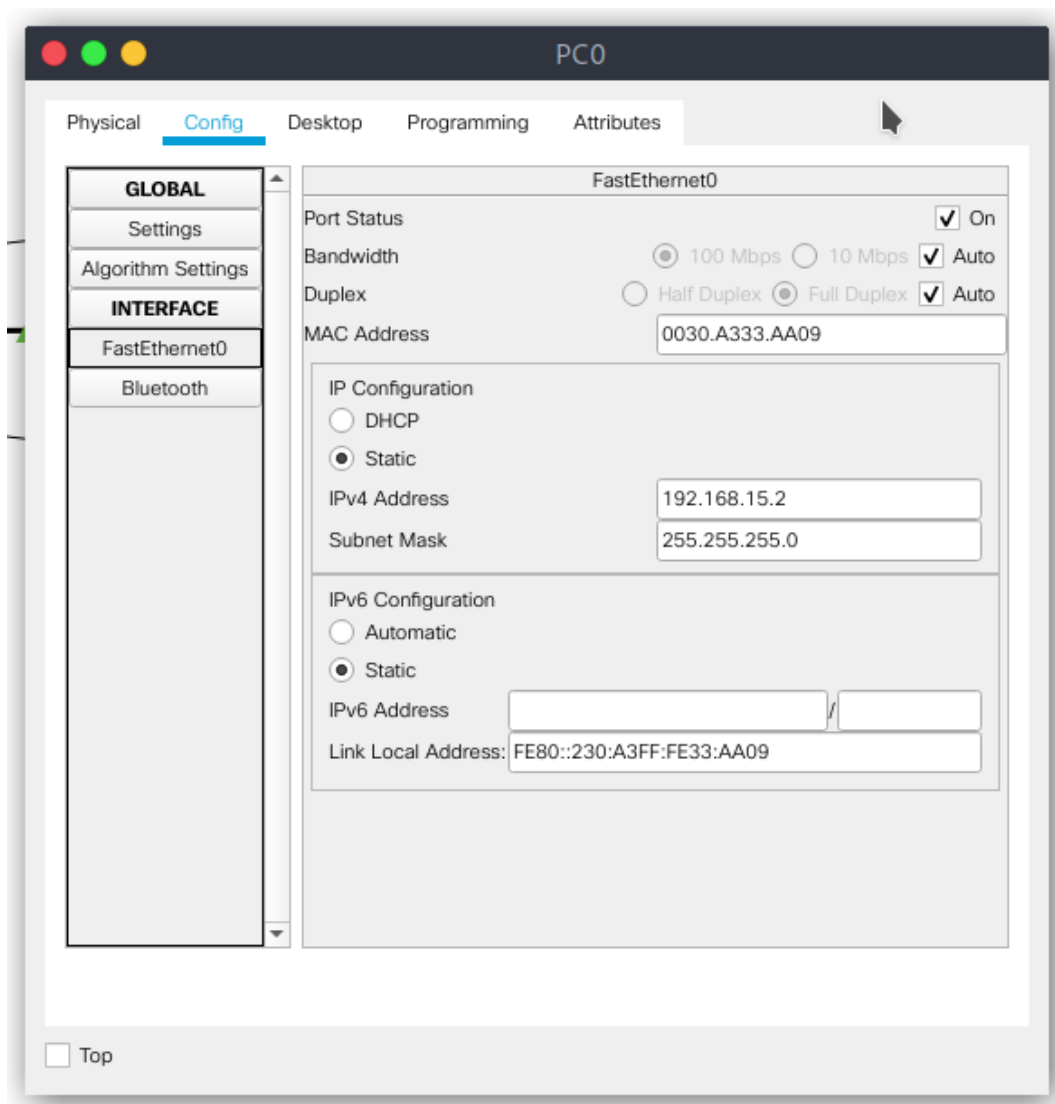 PC0
Physical Config Desktop Programming Attributes
GLOBAL
Settings
Algorithm Settings
INTERFACE
FastEthernet0
Bluetooth
FastEthernet0
Port Status On
Bandwidth 100 Mbps 10 Mbps Auto
Duplex Half Duplex Full Duplex Auto
MAC Address 0030.A333.AA09
IP Configuration
DHCP
Static
IPv4 Address 192.168.15.2
Subnet Mask 255.255.255.0
IPv6 Configuration
Automatic
Static
IPv6 Address /
Link Local Address: FE80::230:A3FF:FE33:AA09
Top